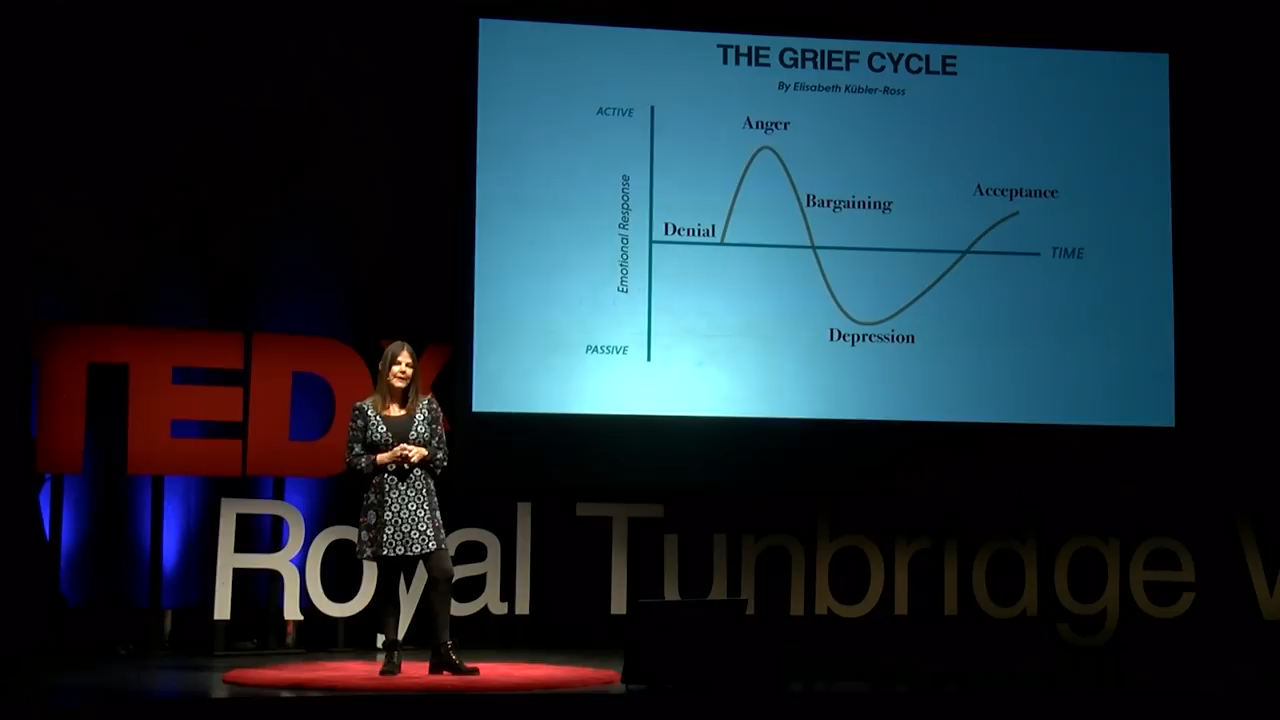 THE GRIEF CYCLE
By Elisabeth Kübler-Ross
ACTIVE
Anger
Acceptance
Bargaining
Denial
Emotional Response
TIME
Depression
PASSIVE
TEDx
Royal Tunbridge W